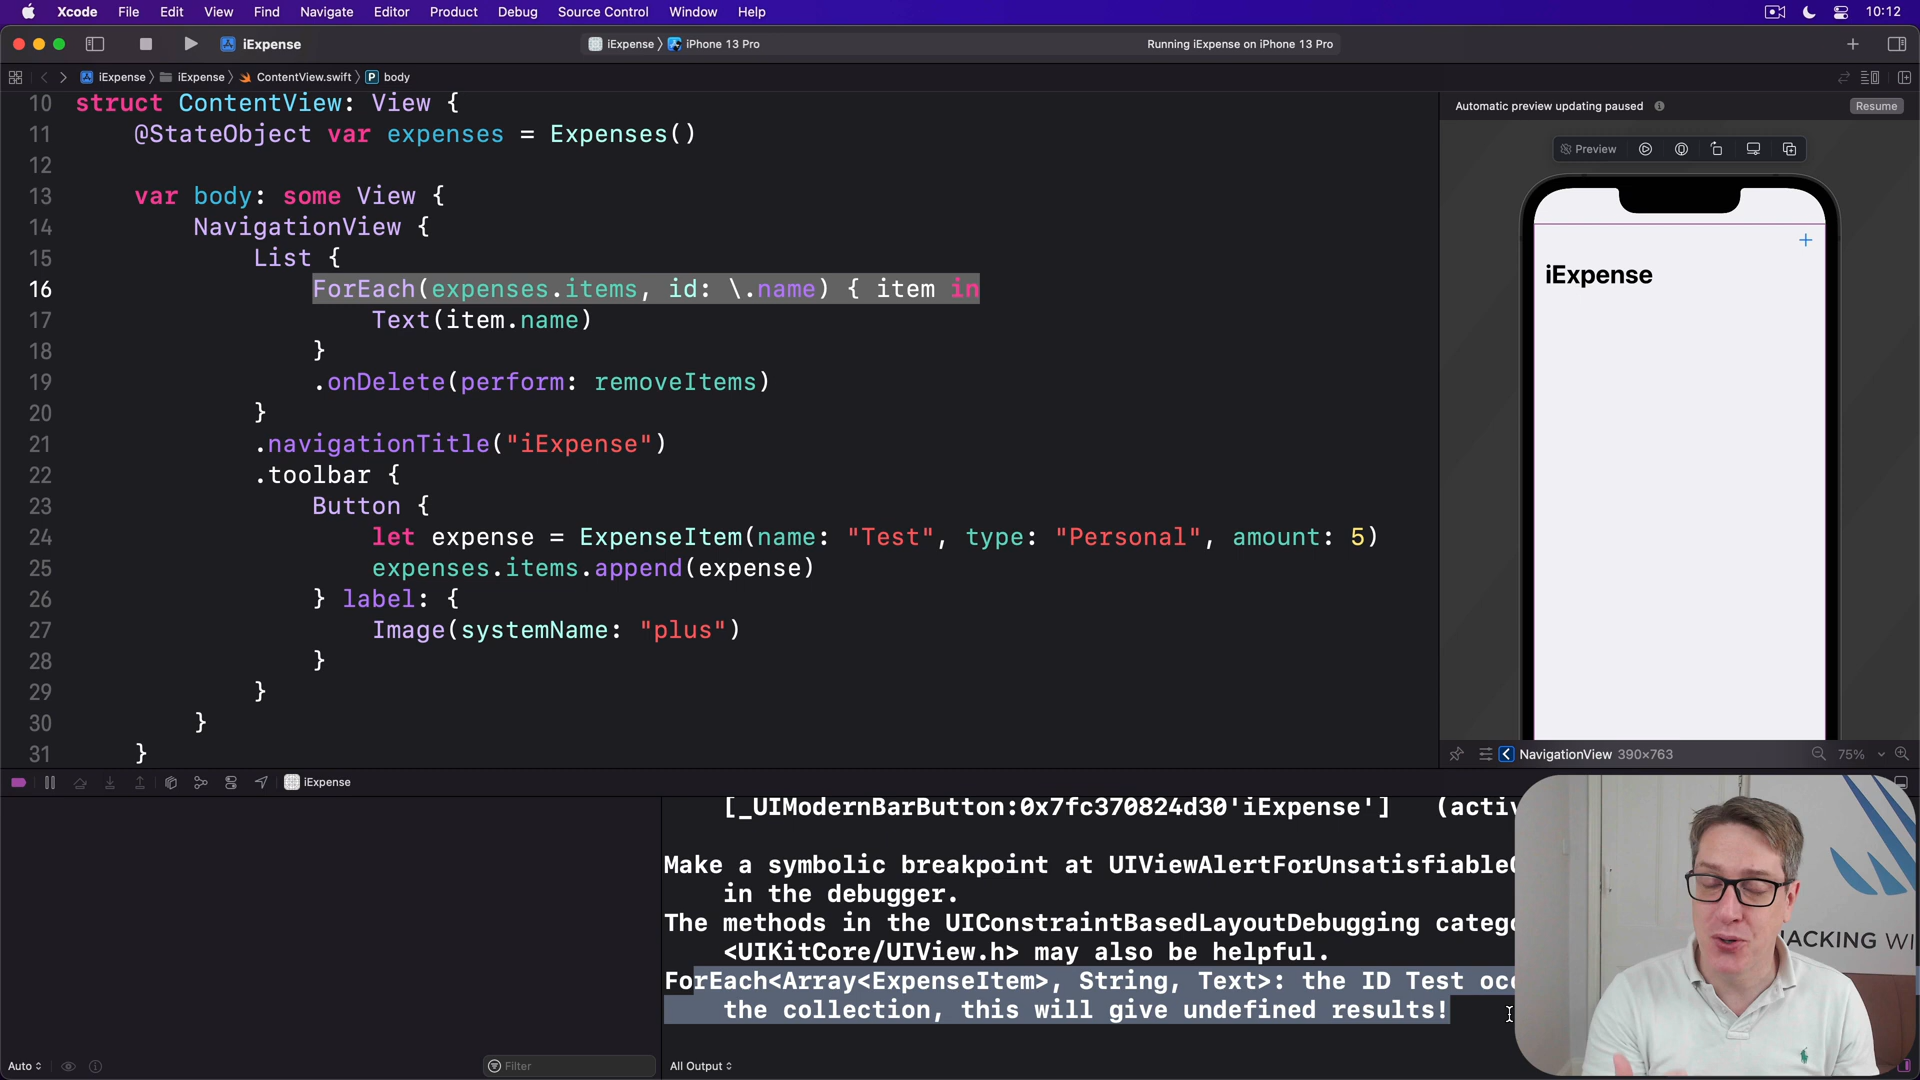 Xcode File Edit View Find Navigate Editor Product Debug Source Control Window Help 10:12
iExpense iExpense iPhone 13 Pro Running iExpense on iPhone 13 Pro
iExpense iExpense ContentView.swift P body
10 struct ContentView: View {
11 @StateObject var expenses = Expenses()
12
13 var body: some View {
14 NavigationView {
15 List {
16 ForEach(expenses.items, id: \.name) { item in
17 Text(item.name)
18 }
19 .onDelete(perform: removeItems)
20 }
21 .navigationTitle("iExpense")
22 .toolbar {
23 Button {
24 let expense = ExpenseItem(name: "Test", type: "Personal", amount: 5)
25 expenses.items.append(expense)
26 } label: {
27 Image(systemName: "plus")
28 }
29 }
30 }
31 }
Automatic preview updating paused Resume
Preview
iExpense
NavigationView 390×763 75%
iExpense
[_UIModernBarButton:0x7fc370824d30'iExpense'] (activ
Make a symbolic breakpoint at UIViewAlertForUnsatisfiable
in the debugger.
The methods in the UIConstraintBasedLayoutDebugging catego
<UIKitCore/UIView.h> may also be helpful.
ForEach<Array<ExpenseItem>, String, Text>: the ID Test occ
the collection, this will give undefined results!
Auto Filter All Output
HACKING WI